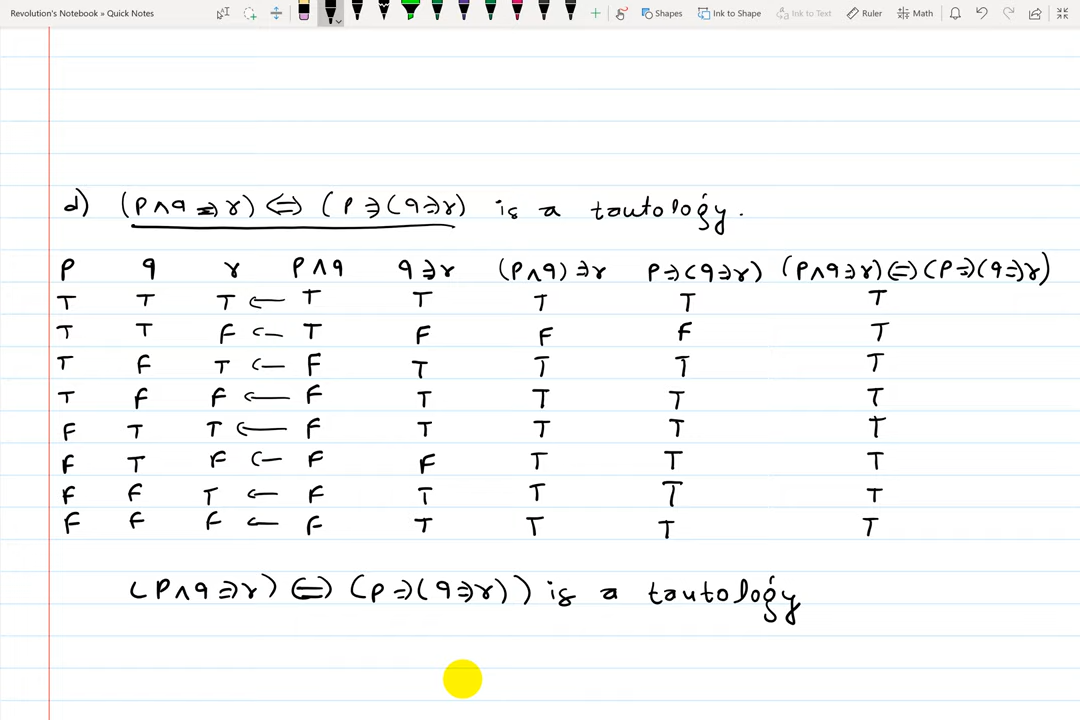 Revolution's Notebook » Quick Notes
Shapes Ink to Shape Ink to Text Ruler Math
d) (P∧q ⇒ r) ⇔ (P⇒(q⇒r) is a tautology.
P q r P∧q q⇒r (P∧q)⇒r P⇒(q⇒r) (P∧q⇒r)⇔(P⇒(q⇒r)
T T T ← T T T T T
T T F ← T F F F T
T F T ← F T T T T
T F F ← F T T T T
F T T ← F T T T T
F T F ← F F T T T
F F T ← F T T T T
F F F ← F T T T T
(P∧q⇒r)⇔(P⇒(q⇒r)) is a tautology